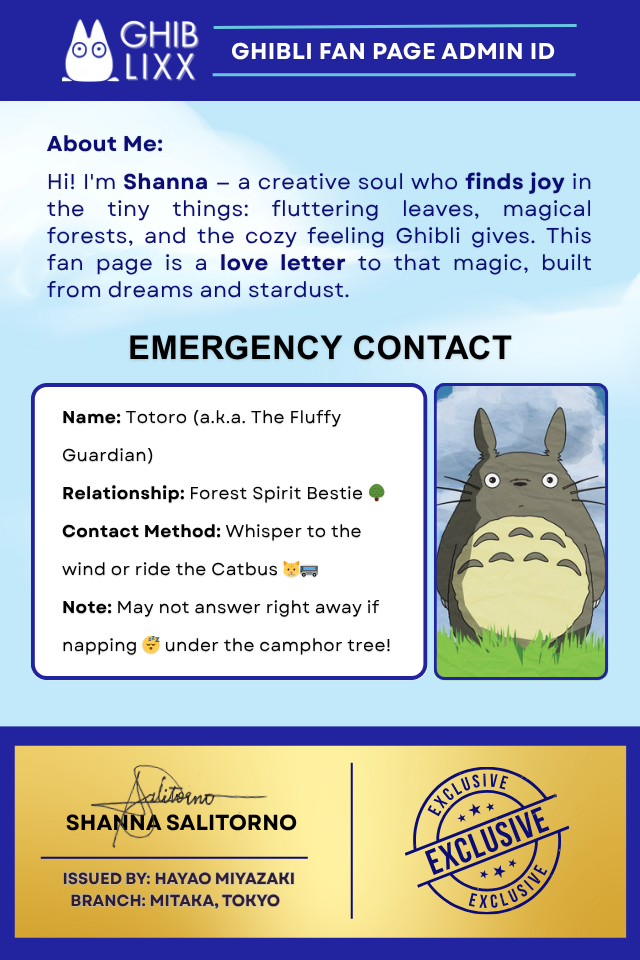 GHIB
LIXX
GHIBLI FAN PAGE ADMIN ID
About Me:
Hi! I'm Shanna – a creative soul who finds joy in
the tiny things: fluttering leaves, magical
forests, and the cozy feeling Ghibli gives. This
fan page is a love letter to that magic, built
from dreams and stardust.
EMERGENCY CONTACT
Name: Totoro (a.k.a. The Fluffy
Guardian)
Relationship: Forest Spirit Bestie 🌳
Contact Method: Whisper to the
wind or ride the Catbus 🐱🚌
Note: May not answer right away if
napping 😴 under the camphor tree!
Salitorno
SHANNA SALITORNO
ISSUED BY: HAYAO MIYAZAKI
BRANCH: MITAKA, TOKYO
EXCLUSIVE
EXCLUSIVE
EXCLUSIVE